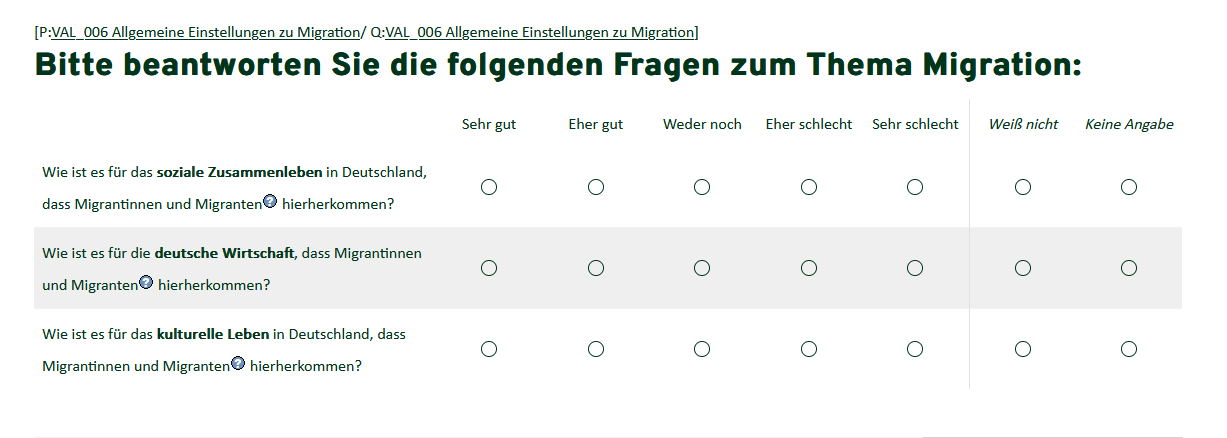 [P:VAL_006 Allgemeine Einstellungen zu Migration/ Q:VAL_006 Allgemeine Einstellungen zu Migration]
Bitte beantworten Sie die folgenden Fragen zum Thema Migration:
Sehr gut Eher gut Weder noch Eher schlecht Sehr schlecht Weiß nicht Keine Angabe
Wie ist es für das soziale Zusammenleben in Deutschland,
dass Migrantinnen und Migranten? hierherkommen?
Wie ist es für die deutsche Wirtschaft, dass Migrantinnen
und Migranten? hierherkommen?
Wie ist es für das kulturelle Leben in Deutschland, dass
Migrantinnen und Migranten? hierherkommen?